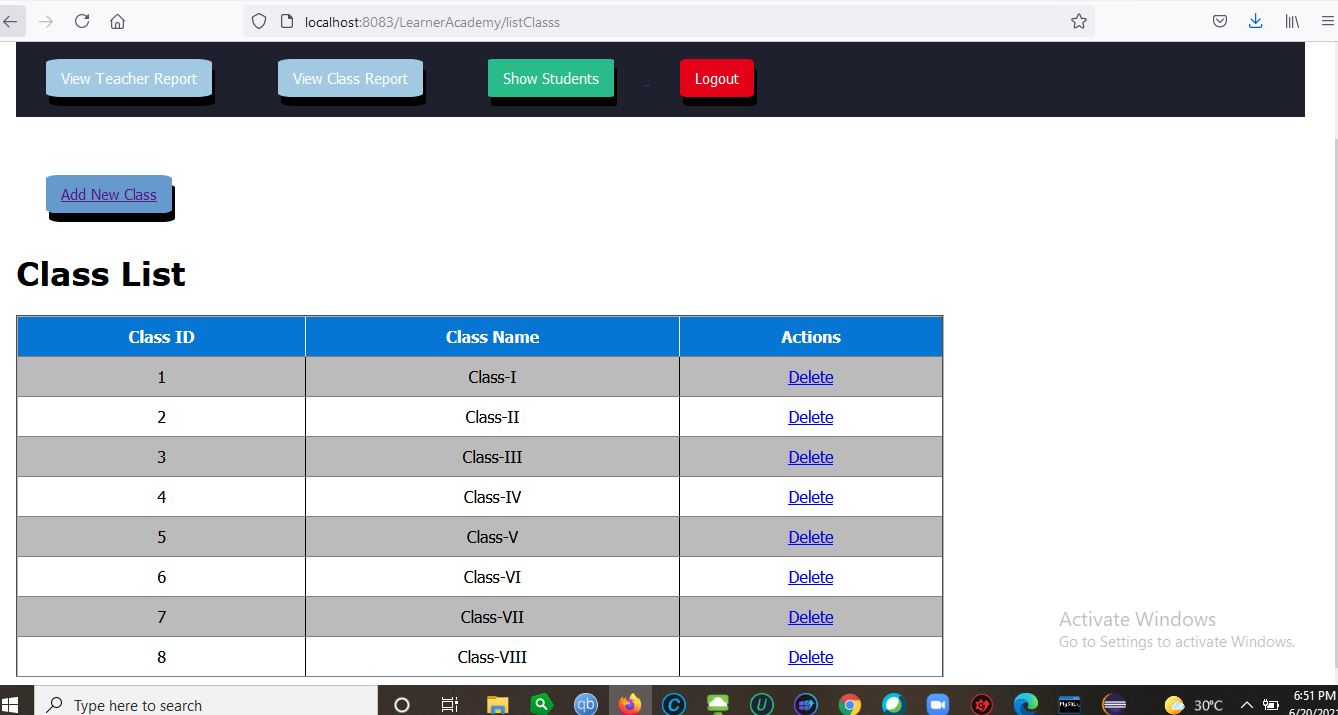 localhost:8083/LearnerAcademy/listClasss
View Teacher Report View Class Report Show Students Logout
Add New Class
Class List
Class ID Class Name Actions
1 Class-I Delete
2 Class-II Delete
3 Class-III Delete
4 Class-IV Delete
5 Class-V Delete
6 Class-VI Delete
7 Class-VII Delete
8 Class-VIII Delete
Activate Windows
Go to Settings to activate Windows.
Type here to search qb C U MySQL 30°C 6:51 PM